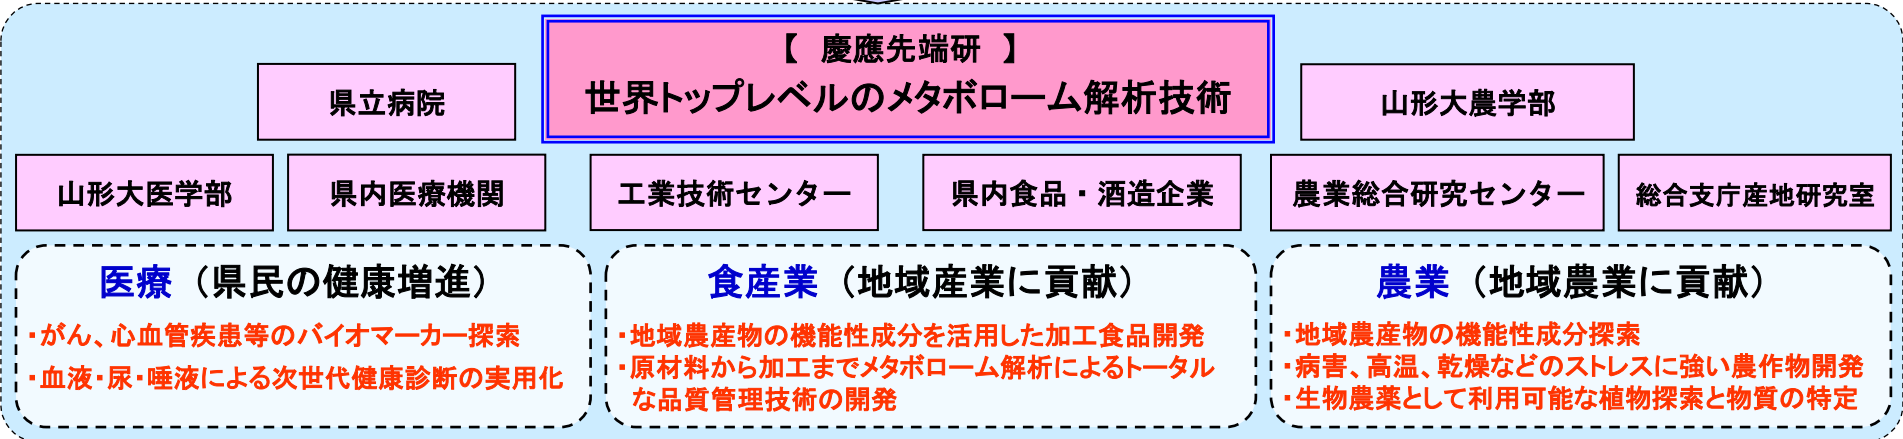 【 慶應先端研 】
世界トップレベルのメタボローム解析技術
県立病院
山形大農学部
山形大医学部
県内医療機関
工業技術センター
県内食品・酒造企業
農業総合研究センター
総合支庁産地研究室
医療（県民の健康増進）
・がん、心血管疾患等のバイオマーカー探索
・血液・尿・唾液による次世代健康診断の実用化
食産業（地域産業に貢献）
・地域農産物の機能性成分を活用した加工食品開発
・原材料から加工までメタボローム解析によるトータル
な品質管理技術の開発
農業（地域農業に貢献）
・地域農産物の機能性成分探索
・病害、高温、乾燥などのストレスに強い農作物開発
・生物農薬として利用可能な植物探索と物質の特定